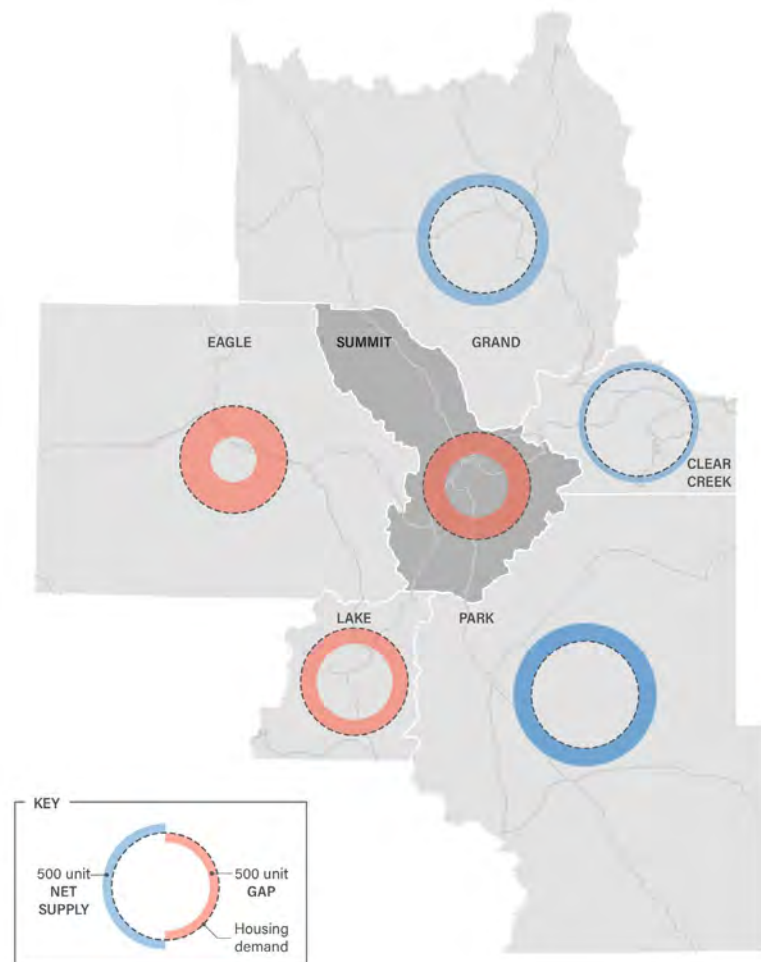 EAGLE
SUMMIT
GRAND
CLEAR
CREEK
LAKE
PARK
KEY
500 unit
NET
SUPPLY
500 unit
GAP
Housing
demand